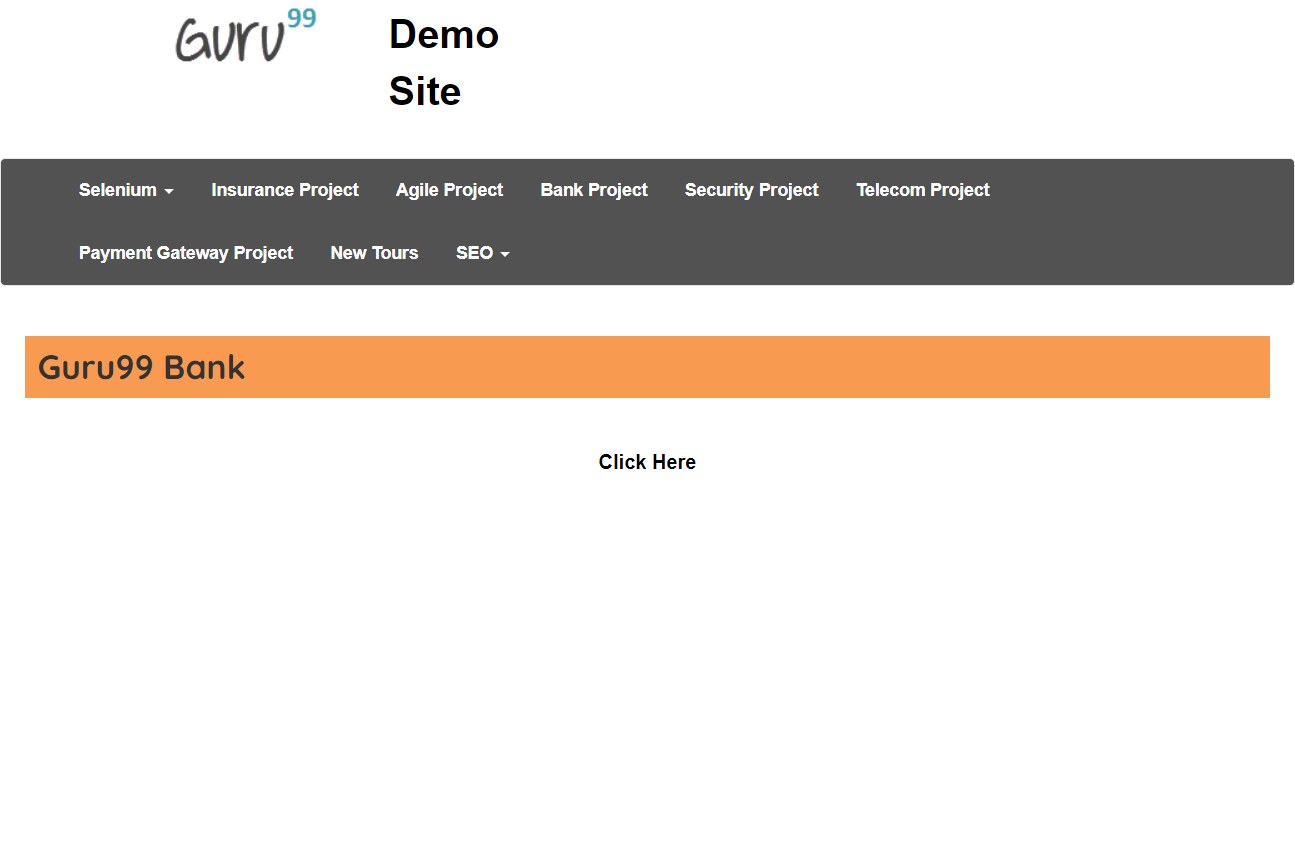 Guru99
Demo
Site
Selenium Insurance Project Agile Project Bank Project Security Project Telecom Project
Payment Gateway Project New Tours SEO
Guru99 Bank
Click Here